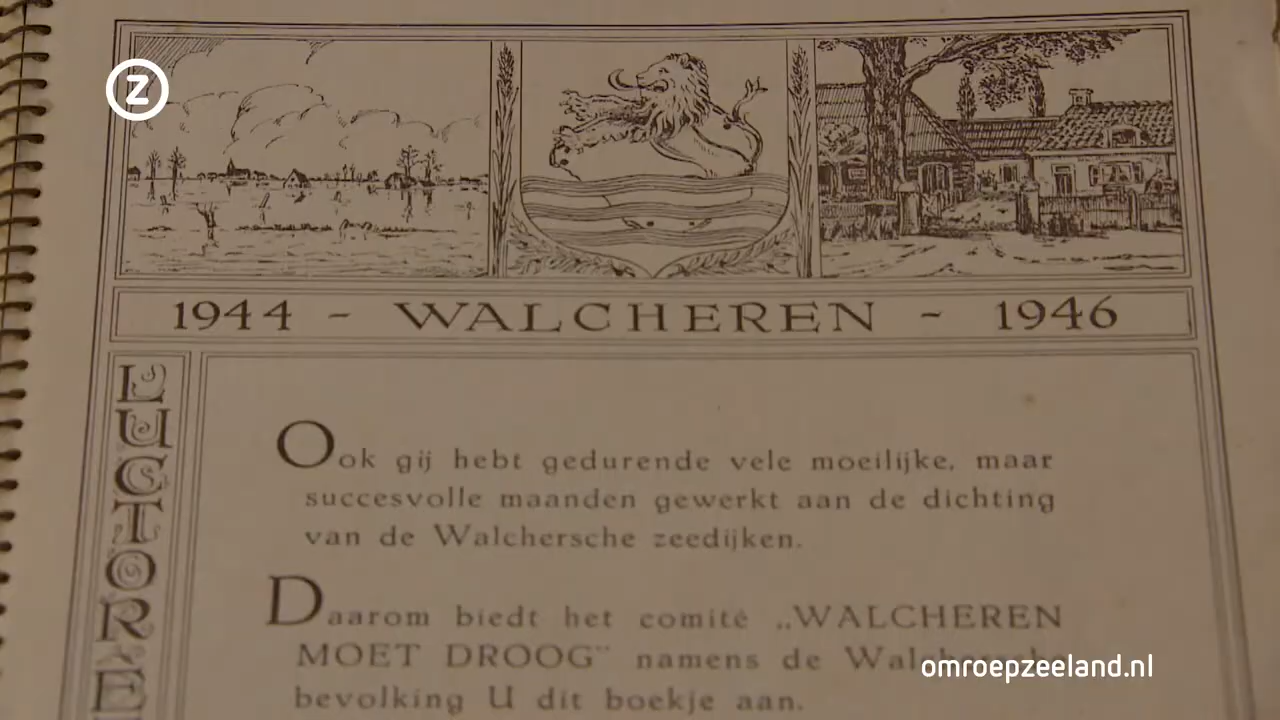 Z
1944 - WALCHEREN - 1946
LUCTORE
Ook gij hebt gedurende vele moeilijke, maar
succesvolle maanden gewerkt aan de dichting
van de Walchersche zeedijken.
Daarom biedt het comité „WALCHEREN
MOET DROOG" namens de Walchersche
bevolking U dit boekje aan.
omroepzeeland.nl